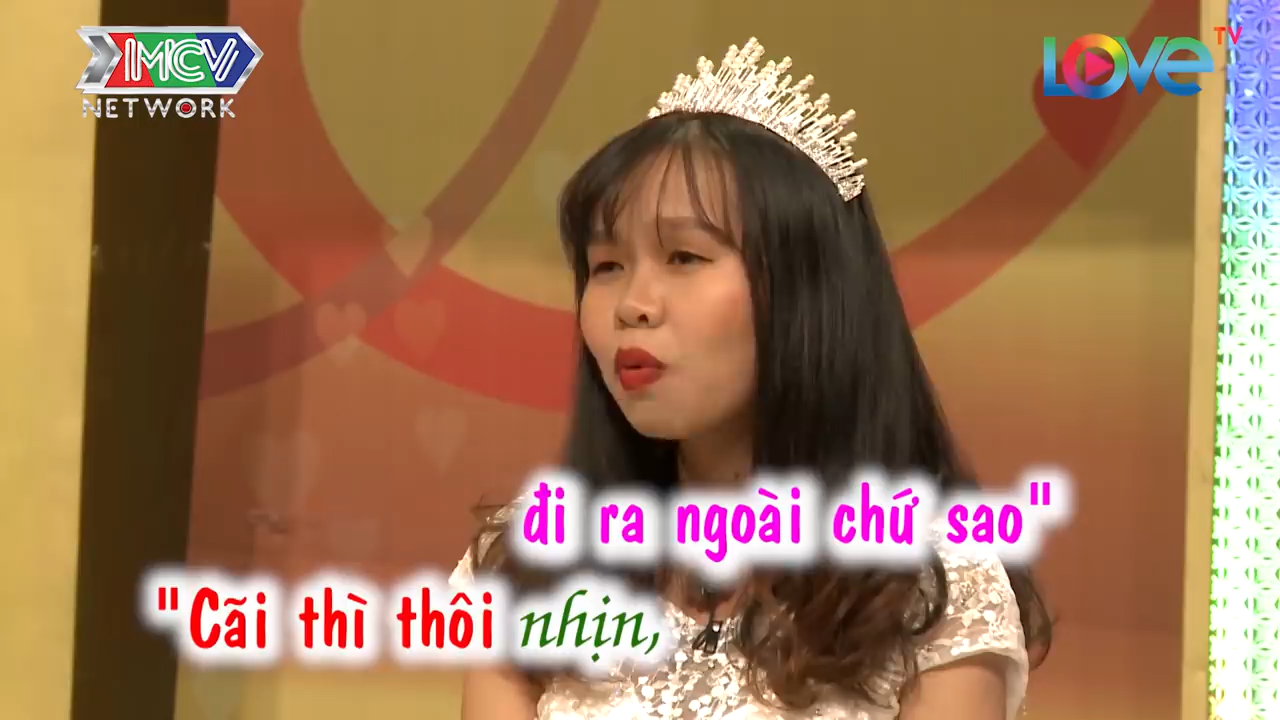 MCV
NETWORK
LOVE TV
"Cãi thì thôi nhịn,
đi ra ngoài chứ sao"